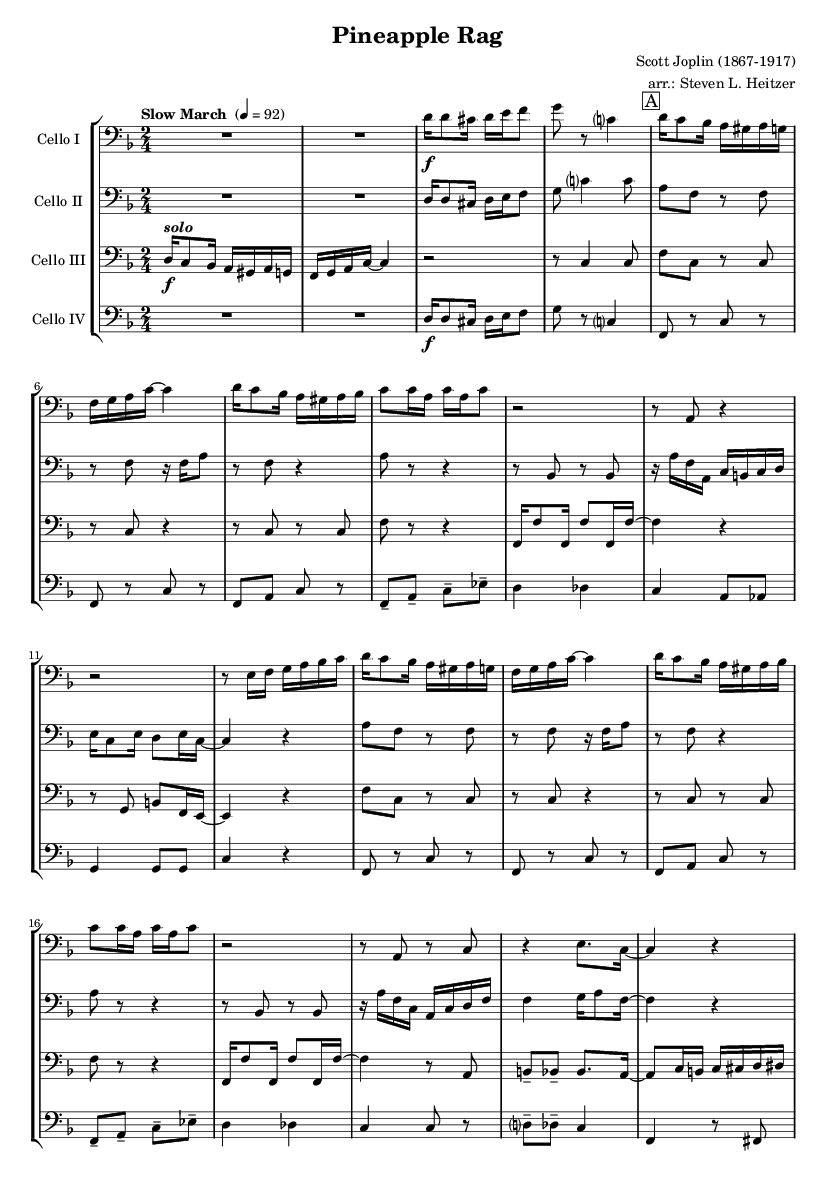 Pineapple Rag
Scott Joplin (1867-1917)
arr.: Steven L. Heitzer
Slow March (♩ = 92)
A
Cello I
f
Cello II
solo
Cello III
f
Cello IV
f
6
11
16